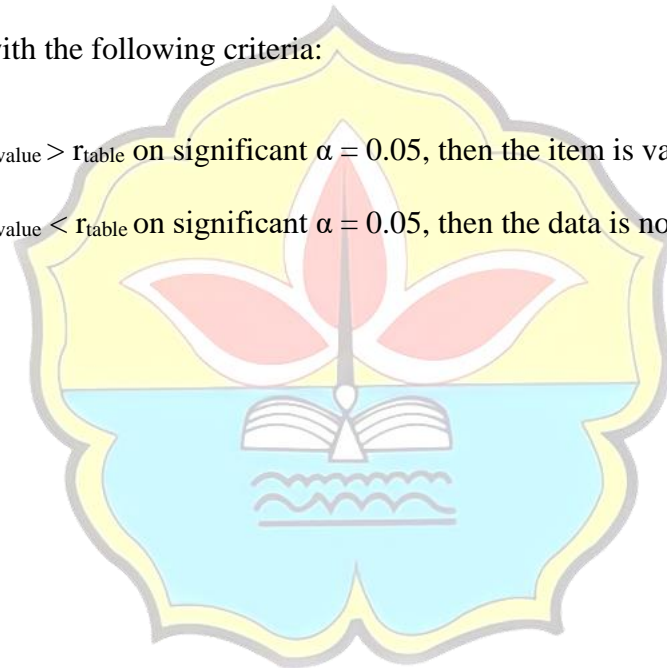 with the following criteria:
value > rtable on significant α = 0.05, then the item is va
value < rtable on significant α = 0.05, then the data is no